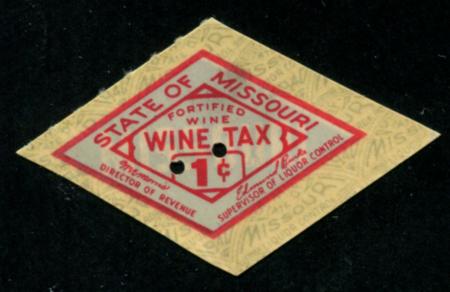 STATE OF MISSOURI
FORTIFIED
WINE
WINE TAX
1¢
DIRECTOR OF REVENUE
SUPERVISOR OF LIQUOR CONTROL